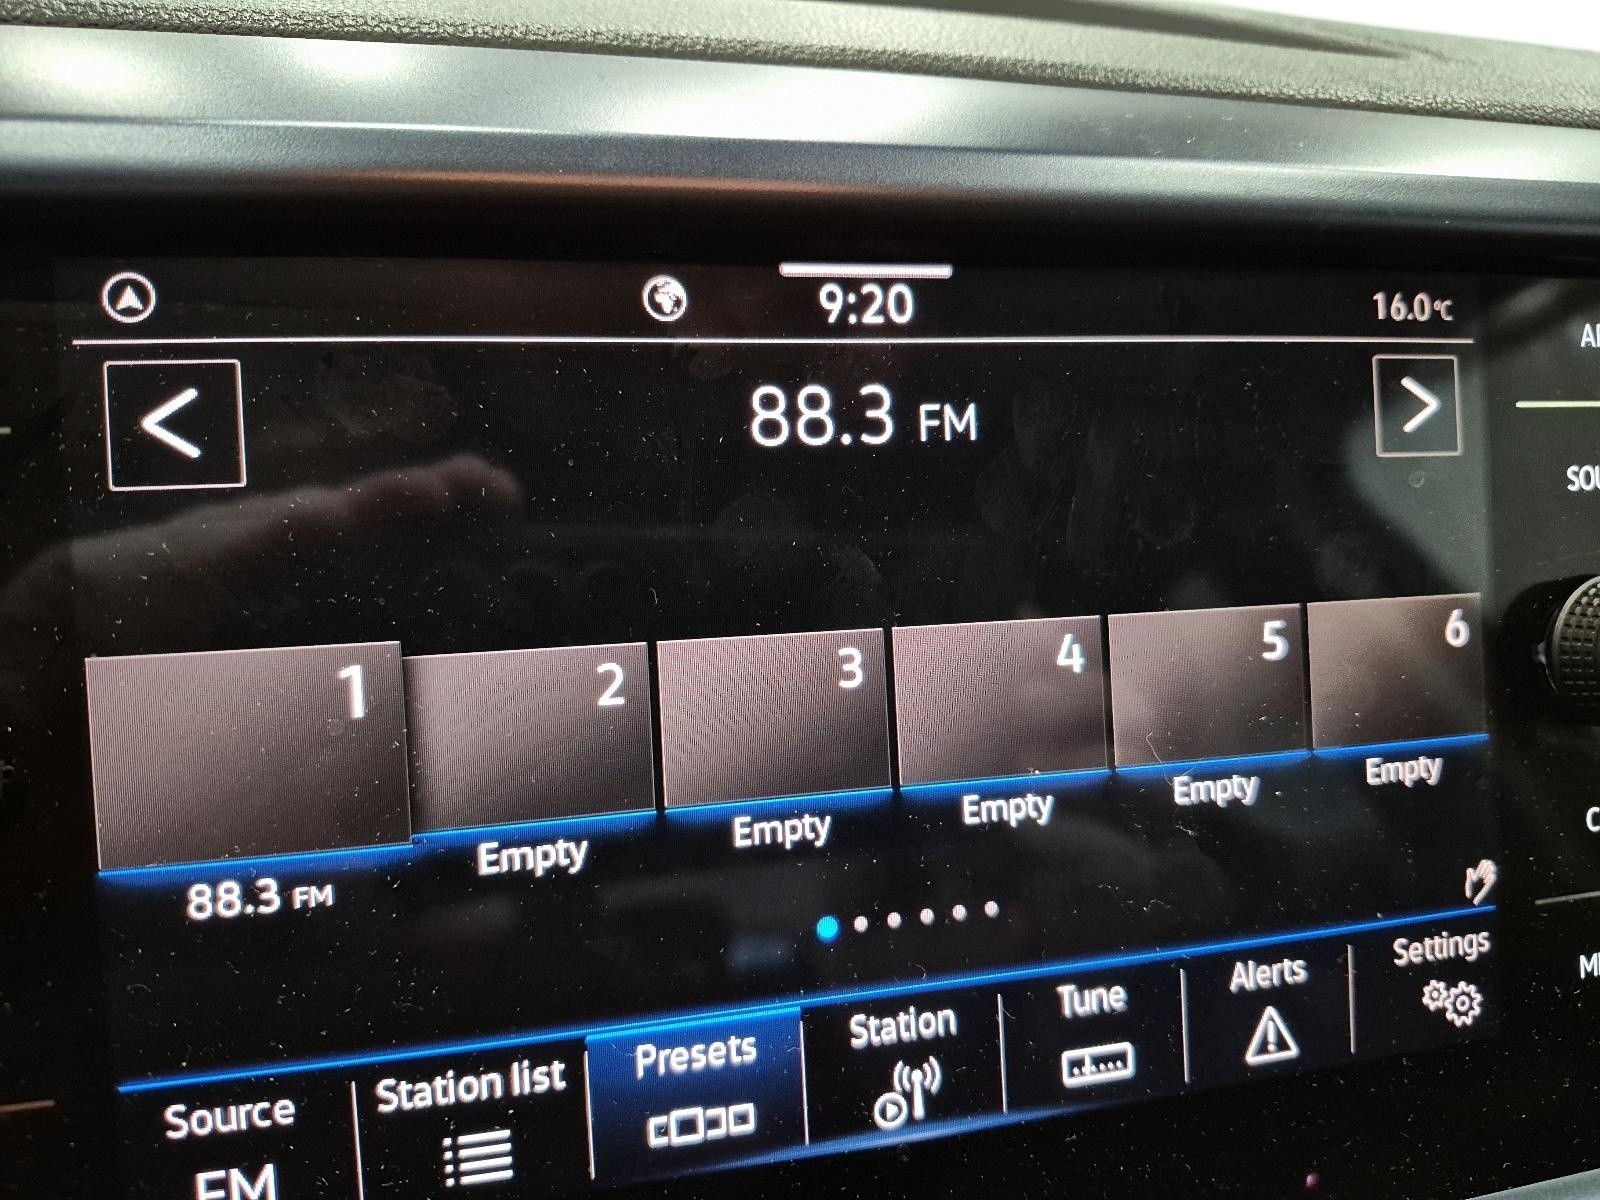 9:20
16.0°C
88.3 FM
1
2
3
4
5
6
88.3 FM
Empty
Empty
Empty
Empty
Empty
Source
FM
Station list
Presets
Station
Tune
Alerts
Settings